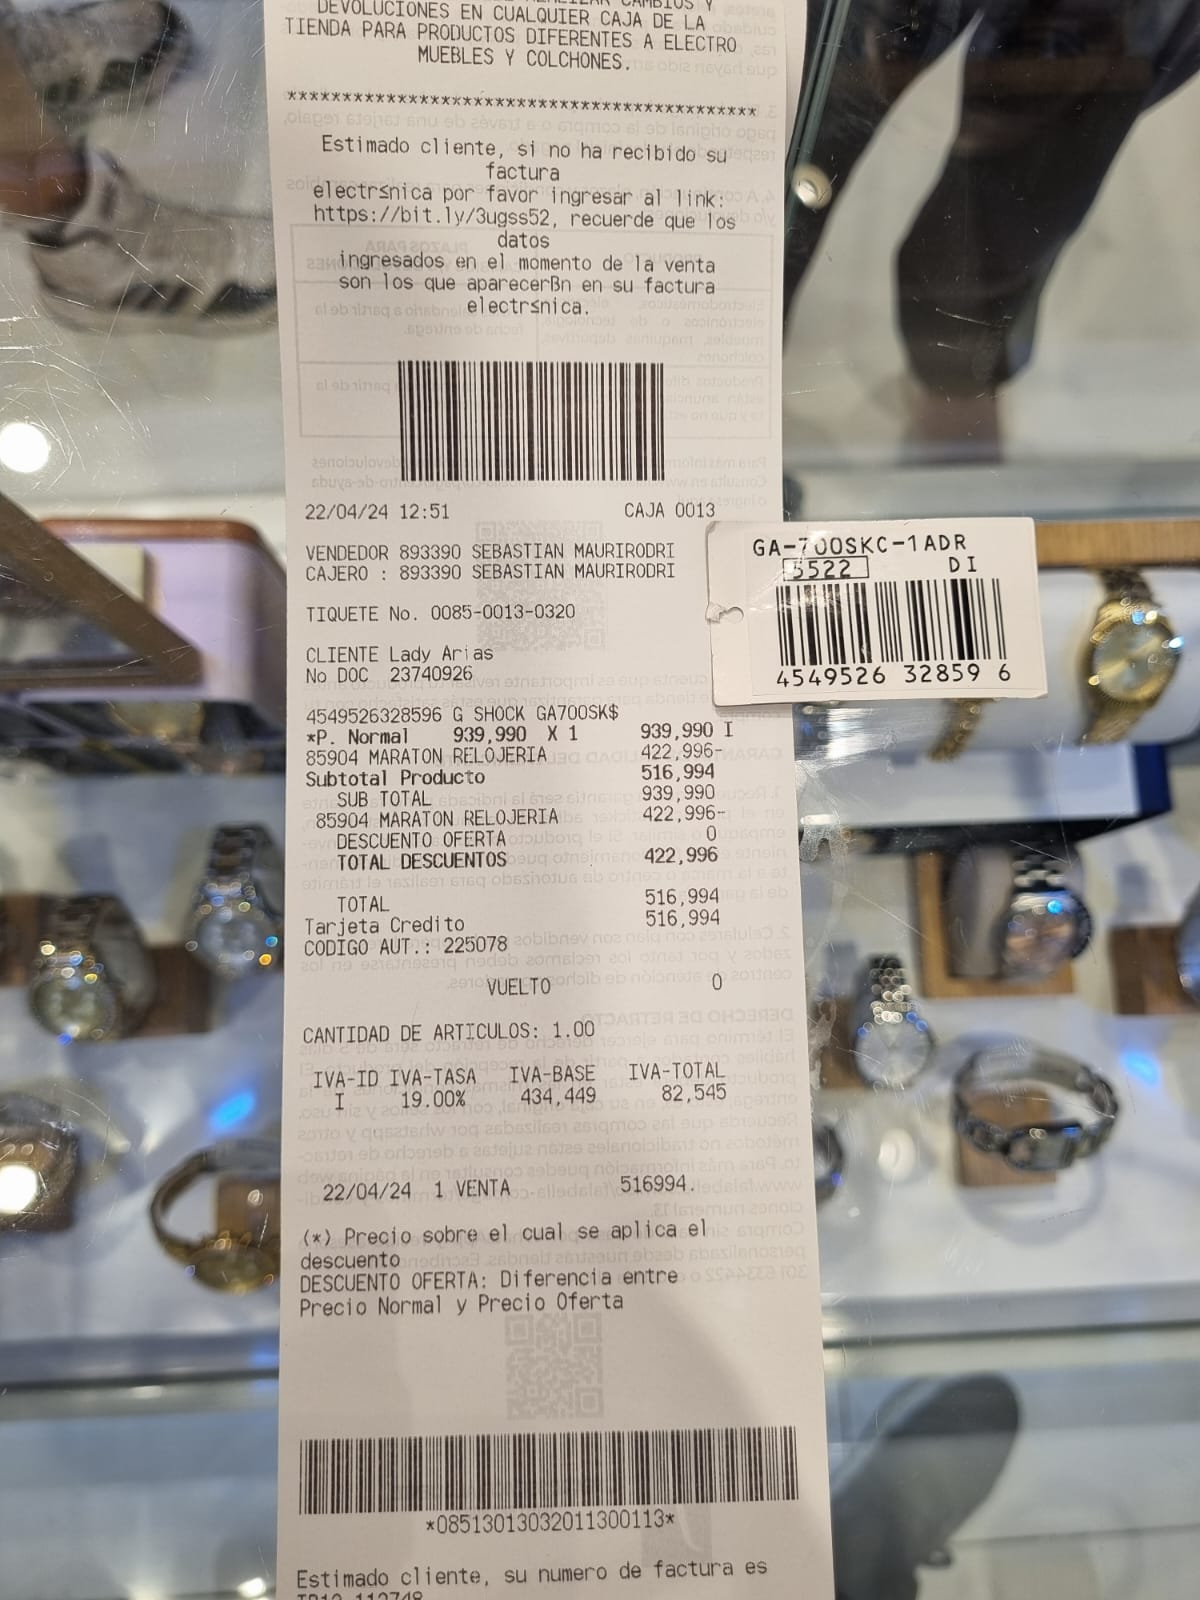 DEVOLUCIONES EN CUALQUIER CAJA DE LA
TIENDA PARA PRODUCTOS DIFERENTES A ELECTRO
MUEBLES Y COLCHONES.
*******************************************
Estimado cliente, si no ha recibido su
factura
electr≤nica por favor ingresar al link:
https://bit.ly/3ugss52, recuerde que los
datos
ingresados en el momento de la venta
son los que aparecerßn en su factura
electr≤nica.
22/04/24 12:51 CAJA 0013
VENDEDOR 893390 SEBASTIAN MAURIRODRI
CAJERO : 893390 SEBASTIAN MAURIRODRI
TIQUETE No. 0085-0013-0320
CLIENTE Lady Arias
No DOC 23740926
4549526328596 G SHOCK GA700SK$
*P. Normal 939,990 X 1 939,990 I
85904 MARATON RELOJERIA 422,996-
Subtotal Producto 516,994
SUB TOTAL 939,990
85904 MARATON RELOJERIA 422,996-
DESCUENTO OFERTA 0
TOTAL DESCUENTOS 422,996
TOTAL 516,994
Tarjeta Credito 516,994
CODIGO AUT.: 225078
VUELTO 0
CANTIDAD DE ARTICULOS: 1.00
IVA-ID IVA-TASA IVA-BASE IVA-TOTAL
I 19.00% 434,449 82,545
22/04/24 1 VENTA 516994.
(*) Precio sobre el cual se aplica el
descuento
DESCUENTO OFERTA: Diferencia entre
Precio Normal y Precio Oferta
*08513013032011300113*
Estimado cliente, su numero de factura es
GA-700SKC-1ADR
5522 DI
4549526 32859 6